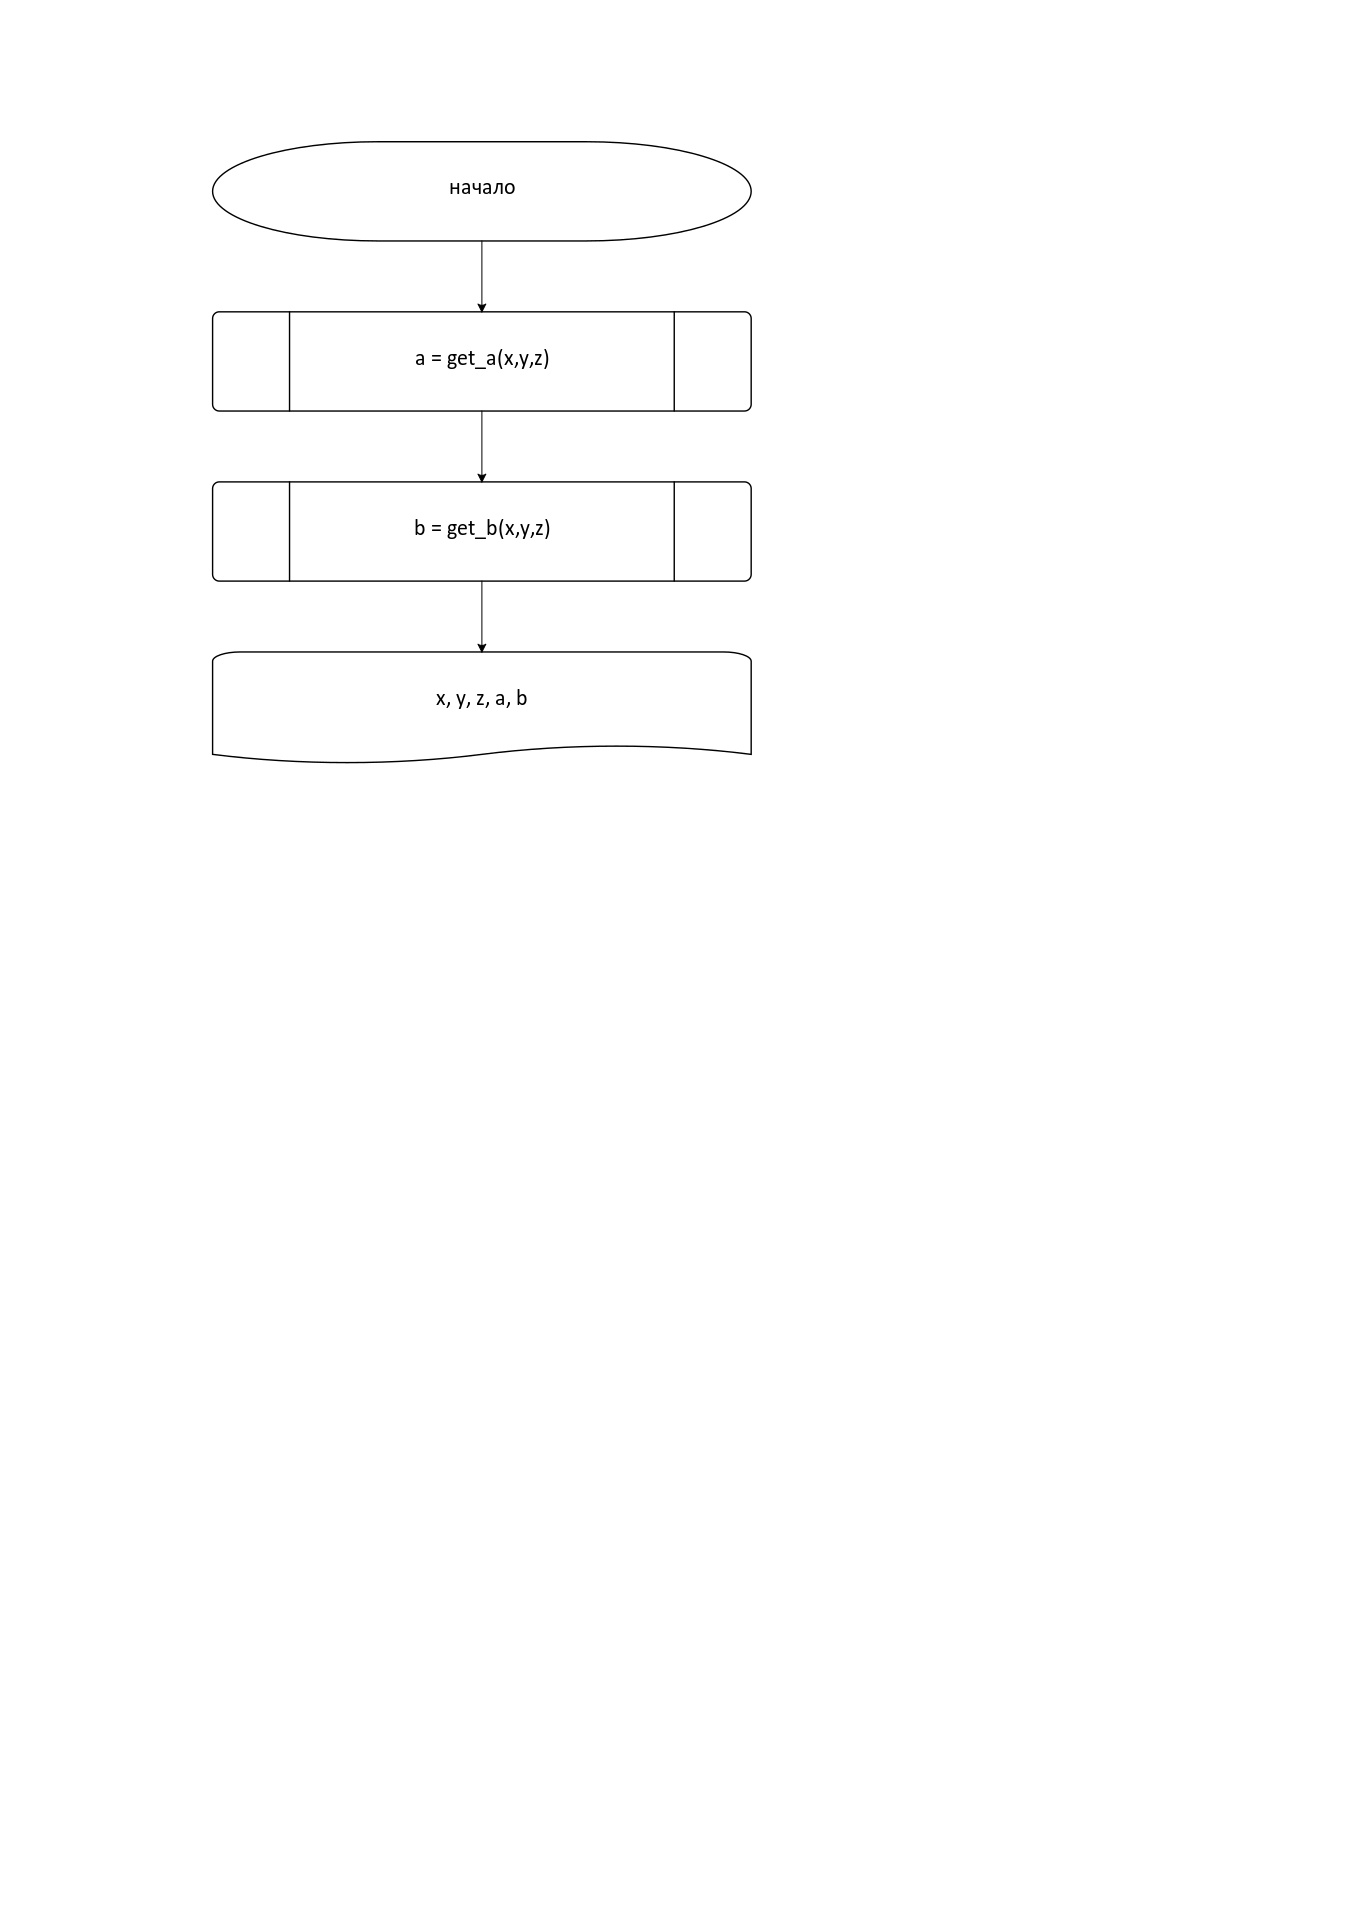 начало
a = get_a(x,y,z)
b = get_b(x,y,z)
x, y, z, a, b